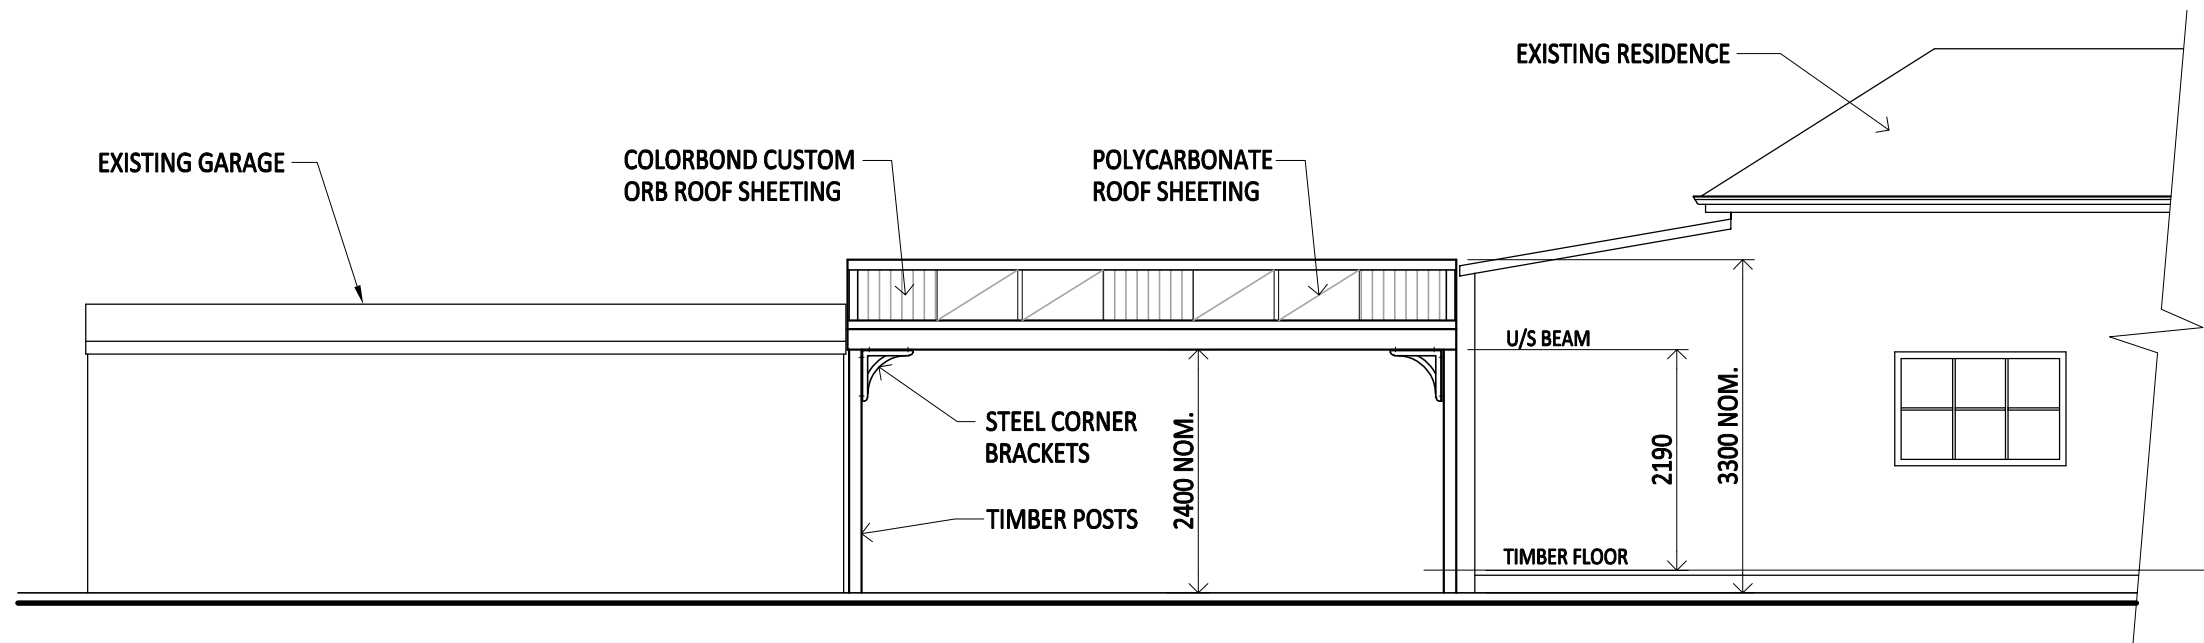 EXISTING RESIDENCE
EXISTING GARAGE
COLORBOND CUSTOM
ORB ROOF SHEETING
POLYCARBONATE
ROOF SHEETING
U/S BEAM
STEEL CORNER
BRACKETS
2400 NOM.
2190
3300 NOM.
TIMBER POSTS
TIMBER FLOOR